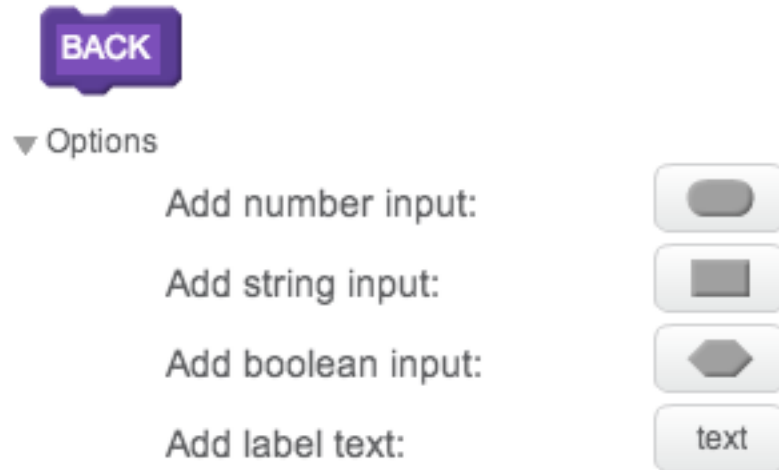 BACK
Options
Add number input:
Add string input:
Add boolean input:
Add label text: text